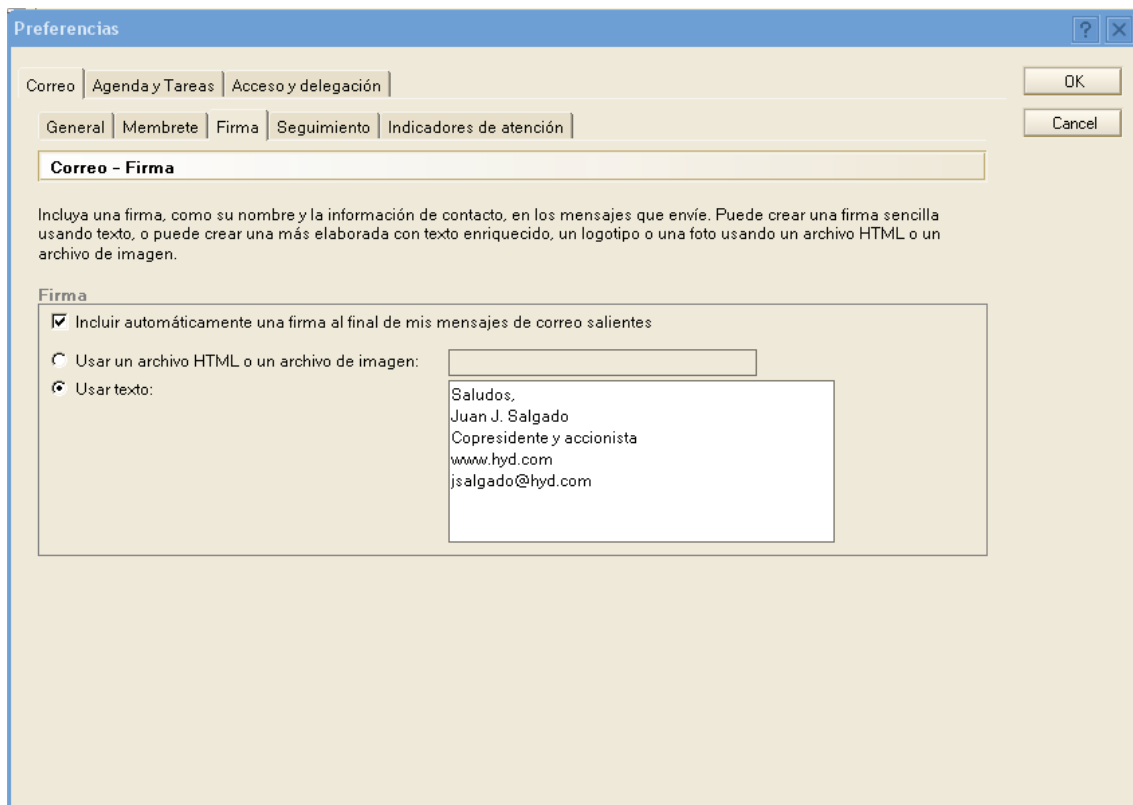 Preferencias
Correo
Agenda y Tareas
Acceso y delegación
OK
General
Membrete
Firma
Seguimiento
Indicadores de atención
Cancel
Correo - Firma
Incluya una firma, como su nombre y la información de contacto, en los mensajes que envíe. Puede crear una firma sencilla
usando texto, o puede crear una más elaborada con texto enriquecido, un logotipo o una foto usando un archivo HTML o un
archivo de imagen.
Firma
Incluir automáticamente una firma al final de mis mensajes de correo salientes
Usar un archivo HTML o un archivo de imagen:
Usar texto:
Saludos,
Juan J. Salgado
Copresidente y accionista
www.hyd.com
jsalgado@hyd.com